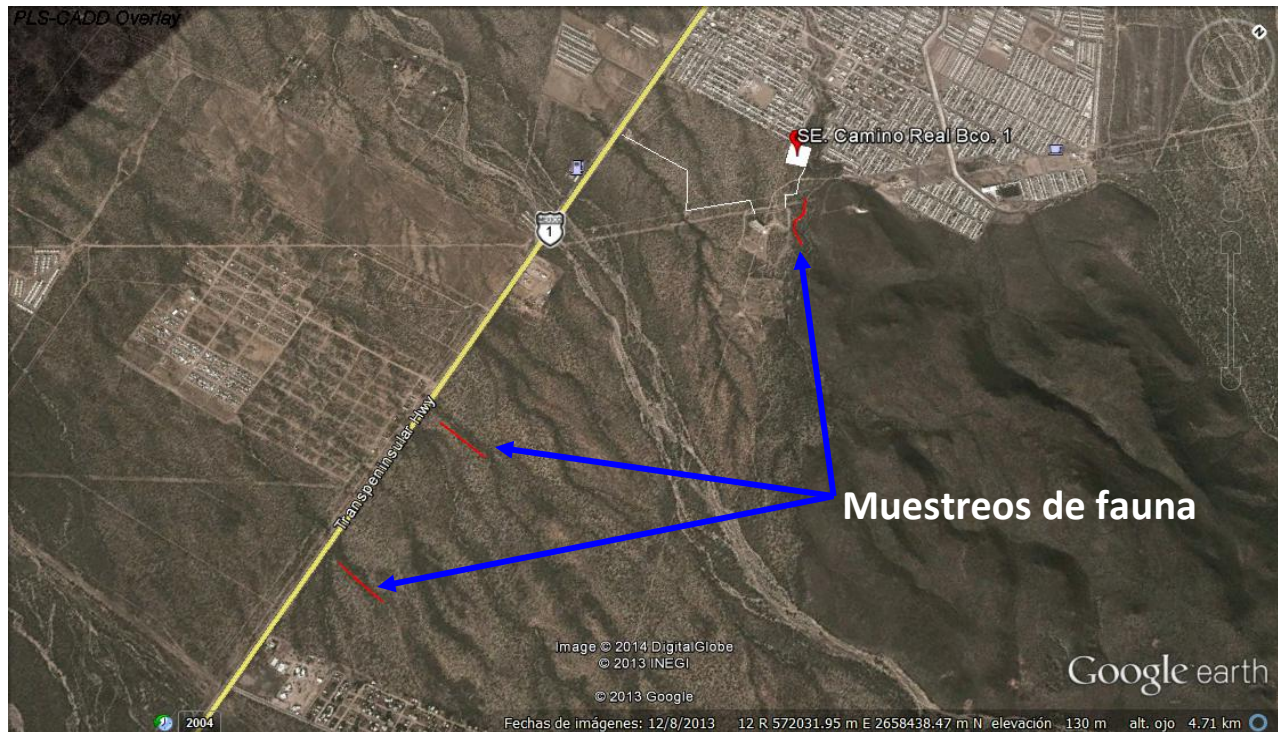 PLS-CADD Overlay
N
SE. Camino Real Bco. 1
MEXICO
1
Transpeninsular Hwy
Muestreos de fauna
Image © 2014 DigitalGlobe
© 2013 INEGI
© 2013 Google
Google earth
2004
Fechas de imágenes: 12/8/2013 12 R 572031.95 m E 2658438.47 m N elevación 130 m alt. ojo 4.71 km